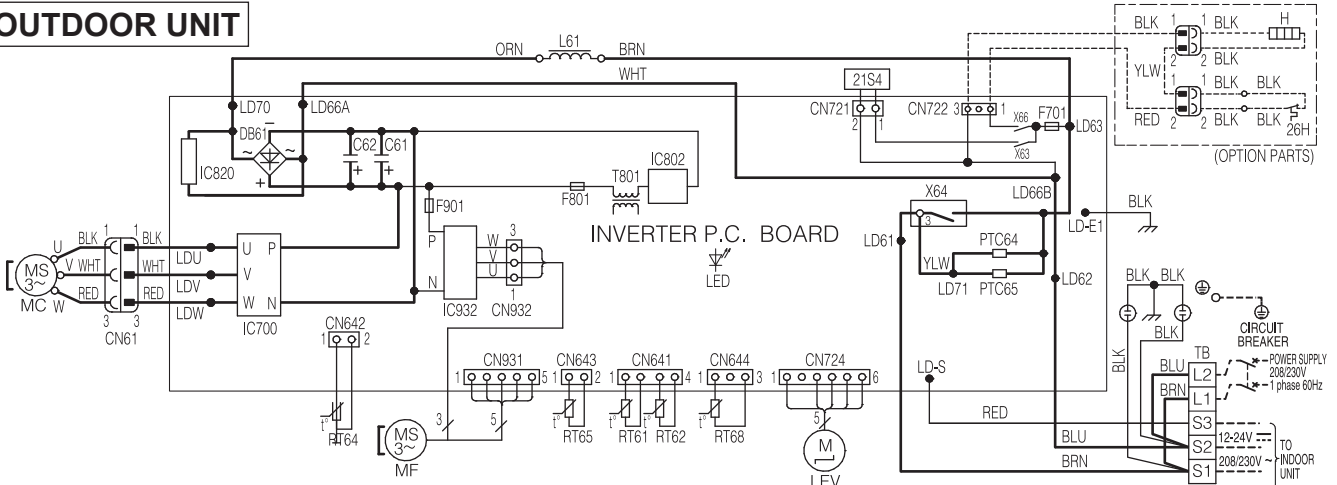 OUTDOOR UNIT
ORN L61 BRN
WHT
BLK 1 1 BLK H
2 2 BLK
YLW
1 1 BLK BLK
RED 2 2 BLK BLK 26H
(OPTION PARTS)
21S4
CN721 2 1
CN722 3 1
X66 F701 LD63
X63
LD70 LD66A
DB61
~ − ~ +
IC820
C62 C61
+ +
F901
F801
T801
IC802
INVERTER P.C. BOARD
LED
X64
3
LD66B
LD61
YLW
LD71
PTC64
PTC65
LD62
LD-E1
BLK
MS
3~
MC
U BLK 1 1 BLK LDU
V WHT WHT LDV
W RED RED LDW
3 3
CN61
U P
V
W N
IC700
P
N
IC932
W 3
V
U 1
CN932
CN642
1 2
t°
RT64
MS
3~
MF
3
CN931
1 5
5
CN643
1 2
t°
RT65
CN641
1 4
t° t°
RT61 RT62
CN644
1 3
t°
RT68
CN724
1 6
5
M
LEV
LD-S
RED
BLU
BRN
BLK BLK
BLK
BLK
CIRCUIT
BREAKER
TB
BLU L2 POWER SUPPLY
208/230V
BRN L1 1 phase 60Hz
S3
12-24V
S2
208/230V ~
S1
TO
INDOOR
UNIT